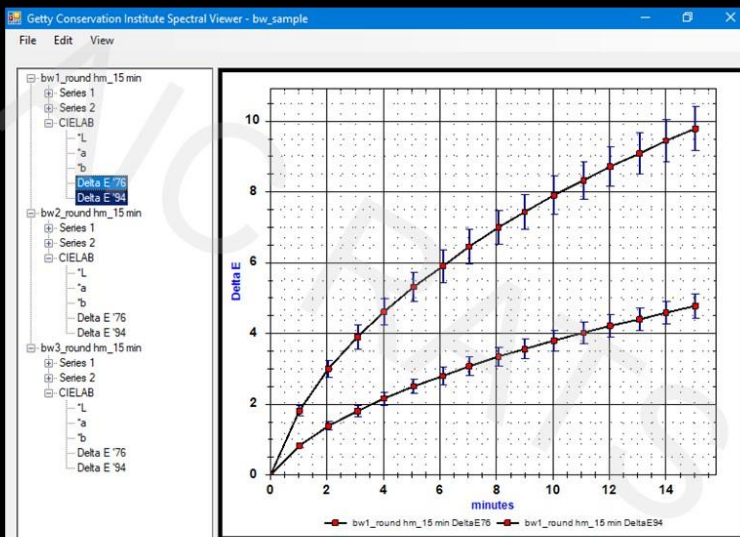 Getty Conservation Institute Spectral Viewer - bw_sample
File Edit View
bw1_round hm_15 min
Series 1
Series 2
CIELAB
*L
*a
*b
Delta E '76
Delta E '94
bw2_round hm_15 min
Series 1
Series 2
CIELAB
*L
*a
*b
Delta E '76
Delta E '94
bw3_round hm_15 min
Series 1
Series 2
CIELAB
*L
*a
*b
Delta E '76
Delta E '94
Delta E
10
8
6
4
2
0
0 2 4 6 8 10 12 14
minutes
bw1_round hm_15 min DeltaE76 bw1_round hm_15 min DeltaE94
AIC RATS